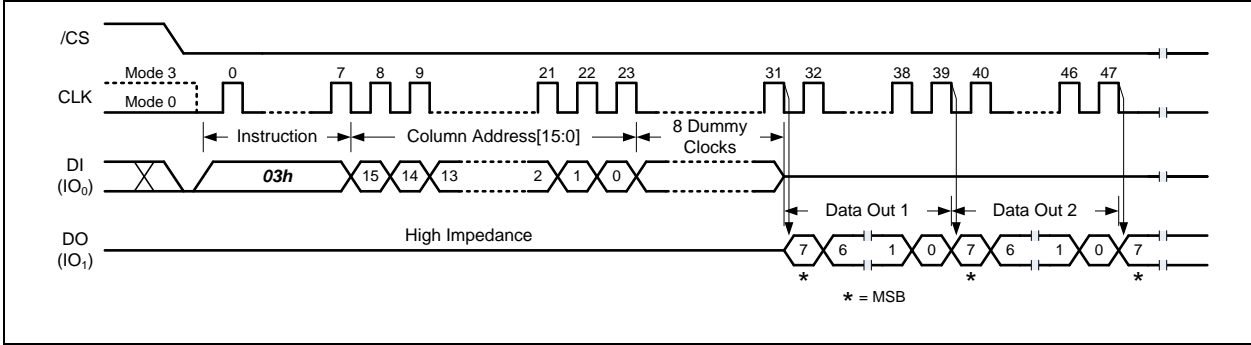 /CS
Mode 3 0 7 8 9 21 22 23 31 32 38 39 40 46 47
CLK
Mode 0
Instruction Column Address[15:0] 8 Dummy
Clocks
DI
(IO₀)
03h 15 14 13 2 1 0
Data Out 1 Data Out 2
DO
(IO₁)
High Impedance 7 6 1 0 7 6 1 0 7
* * *
* = MSB